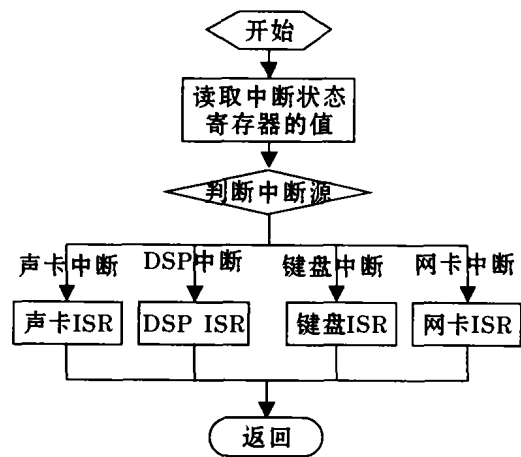 开始
读取中断状态
寄存器的值
判断中断源
声卡中断 DSP中断 键盘中断 网卡中断
声卡ISR DSP ISR 键盘ISR 网卡ISR
返回